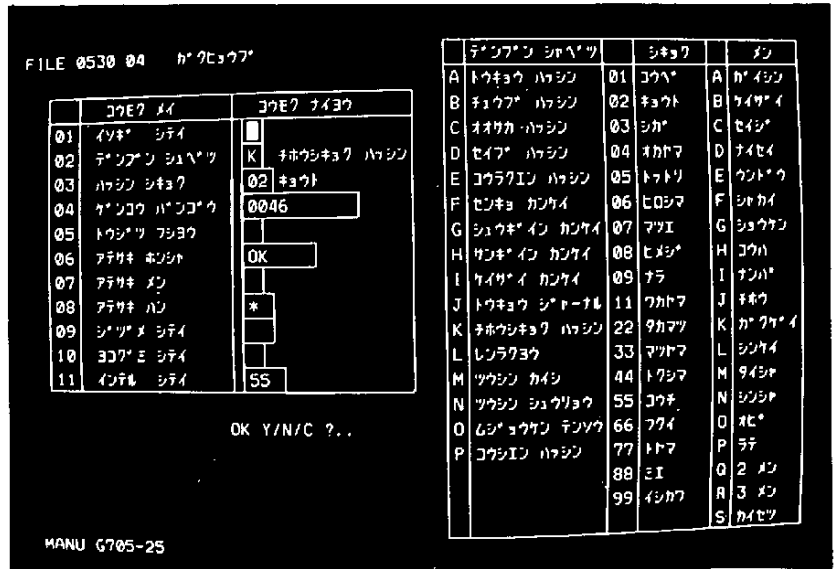 FILE 0530 04 ガクヒョウブ
コウモク メイ コウモク ナイヨウ
01 イソギ シテイ
02 デンプン シュベツ K チホウシキョク ハッシン
03 ハッシン シキョク 02 キョウト
04 ゲンコウ バンゴウ 0046
05 トウジツ フショウ
06 アテサキ ホンシャ OK
07 アテサキ メン
08 アテサキ ハン *
09 ジツヅメ シテイ
10 ヨコグミ シテイ
11 インテル シテイ 55
OK Y/N/C ?..
MANU G705-25
デンプン シャベツ シキョク メン
A トウキョウ ハッシン 01 コウベ A ガイシン
B チュウブ ハッシン 02 キョウト B ケイザイ
C オオサカ ハッシン 03 シガ C セイジ
D セイブ ハッシン 04 オカヤマ D ナイセイ
E コウラクエン ハッシン 05 トットリ E ウンドウ
F センキョ カンケイ 06 ヒロシマ F シャカイ
G シュウギイン カンケイ 07 マツエ G ショウケン
H サンギイン カンケイ 08 ヒメジ H コウハ
I ケイザイ カンケイ 09 ナラ I ナンパ
J トウキョウ ジャーナル 11 ワカヤマ J チホウ
K チホウシキョク ハッシン 22 タカマツ K ガクゲイ
L レンラクヨウ 33 マツヤマ L シンケイ
M ツウシン カイシ 44 トクシマ M タイシャ
N ツウシン シュウリョウ 55 コウチ N シンシャ
O ムジョウケン テンソウ 66 フクイ O オビ
P コウシエン ハッシン 77 トヤマ P ラテ
88 ミエ Q 2 メン
99 イシカワ R 3 メン
S カイセツ